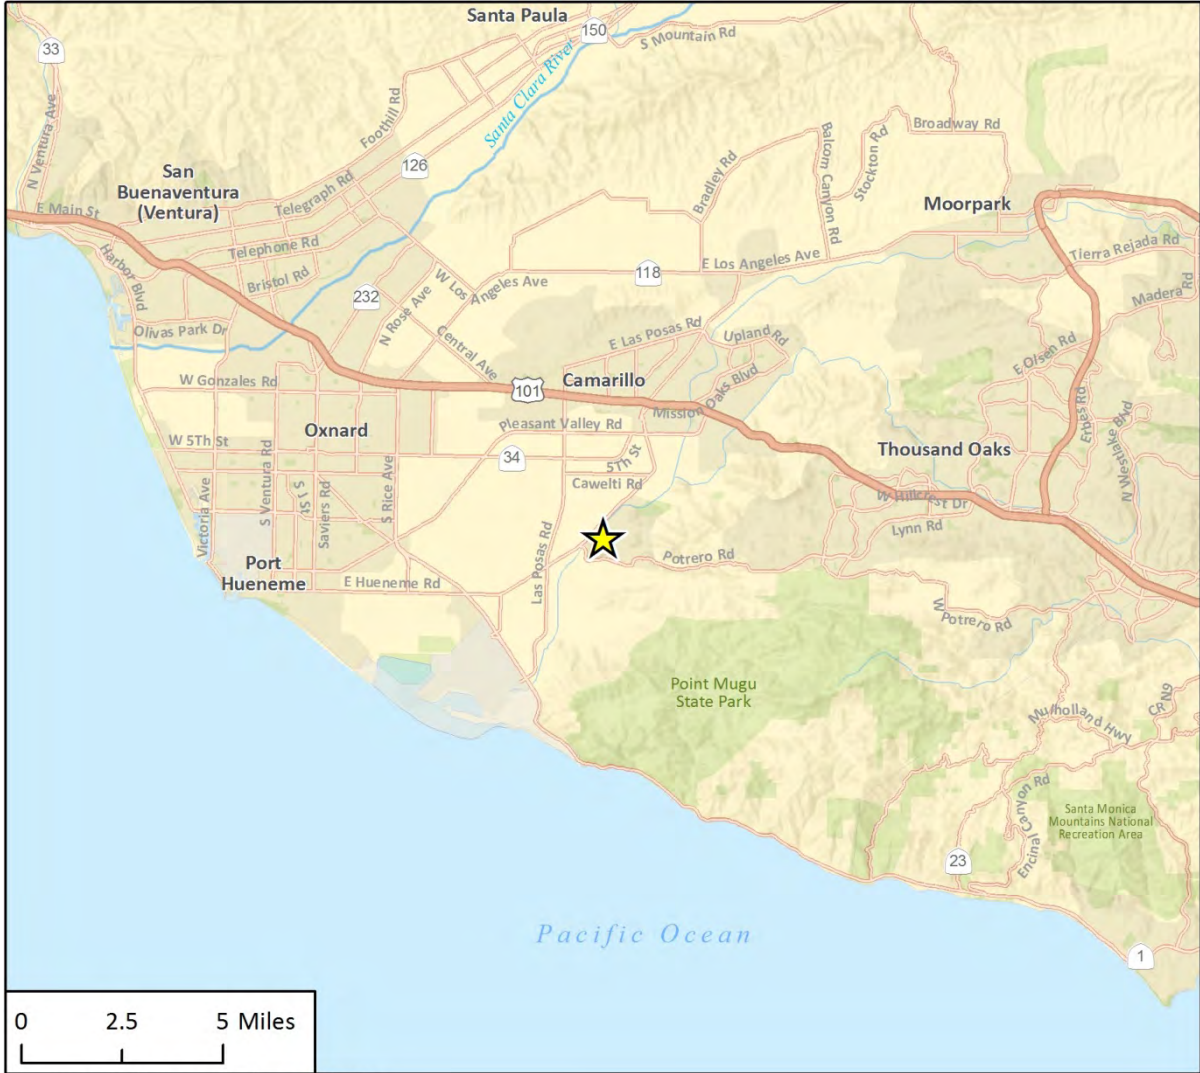 Santa Paula
150
S Mountain Rd
33
Santa Clara River
Foothill Rd
N Ventura Ave
126
Broadway Rd
Balcom Canyon Rd
Stockton Rd
Bradley Rd
San
Buenaventura
(Ventura)
Telegraph Rd
Moorpark
E Main St
Telephone Rd
Tierra Rejada Rd
Harbor Blvd
Bristol Rd
W Los Angeles Ave
118
E Los Angeles Ave
Madera Rd
232
N Rose Ave
Olivas Park Dr
Central Ave
E Las Posas Rd
Upland Rd
E Olsen Rd
W Gonzales Rd
101
Camarillo
Mission Oaks Blvd
Erbes Rd
N Westlake Blvd
Pleasant Valley Rd
Oxnard
W 5Th St
34
5Th St
Thousand Oaks
Cawelti Rd
Victoria Ave
S Ventura Rd
S J St
Saviers Rd
S Rice Ave
W Hillcrest Dr
Lynn Rd
Las Posas Rd
Potrero Rd
Port
Hueneme
E Hueneme Rd
W Potrero Rd
Point Mugu
State Park
CR N9
Mulholland Hwy
Encinal Canyon Rd
Santa Monica
Mountains National
Recreation Area
23
Pacific Ocean
1
0 2.5 5 Miles